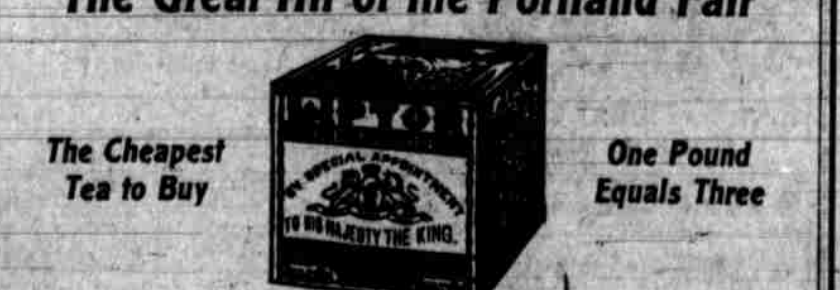 The Great Hit of the Portland Fair
The Cheapest
Tea to Buy
BY SPECIAL APPOINTMENT
TO HIS MAJESTY THE KING.
One Pound
Equals Three